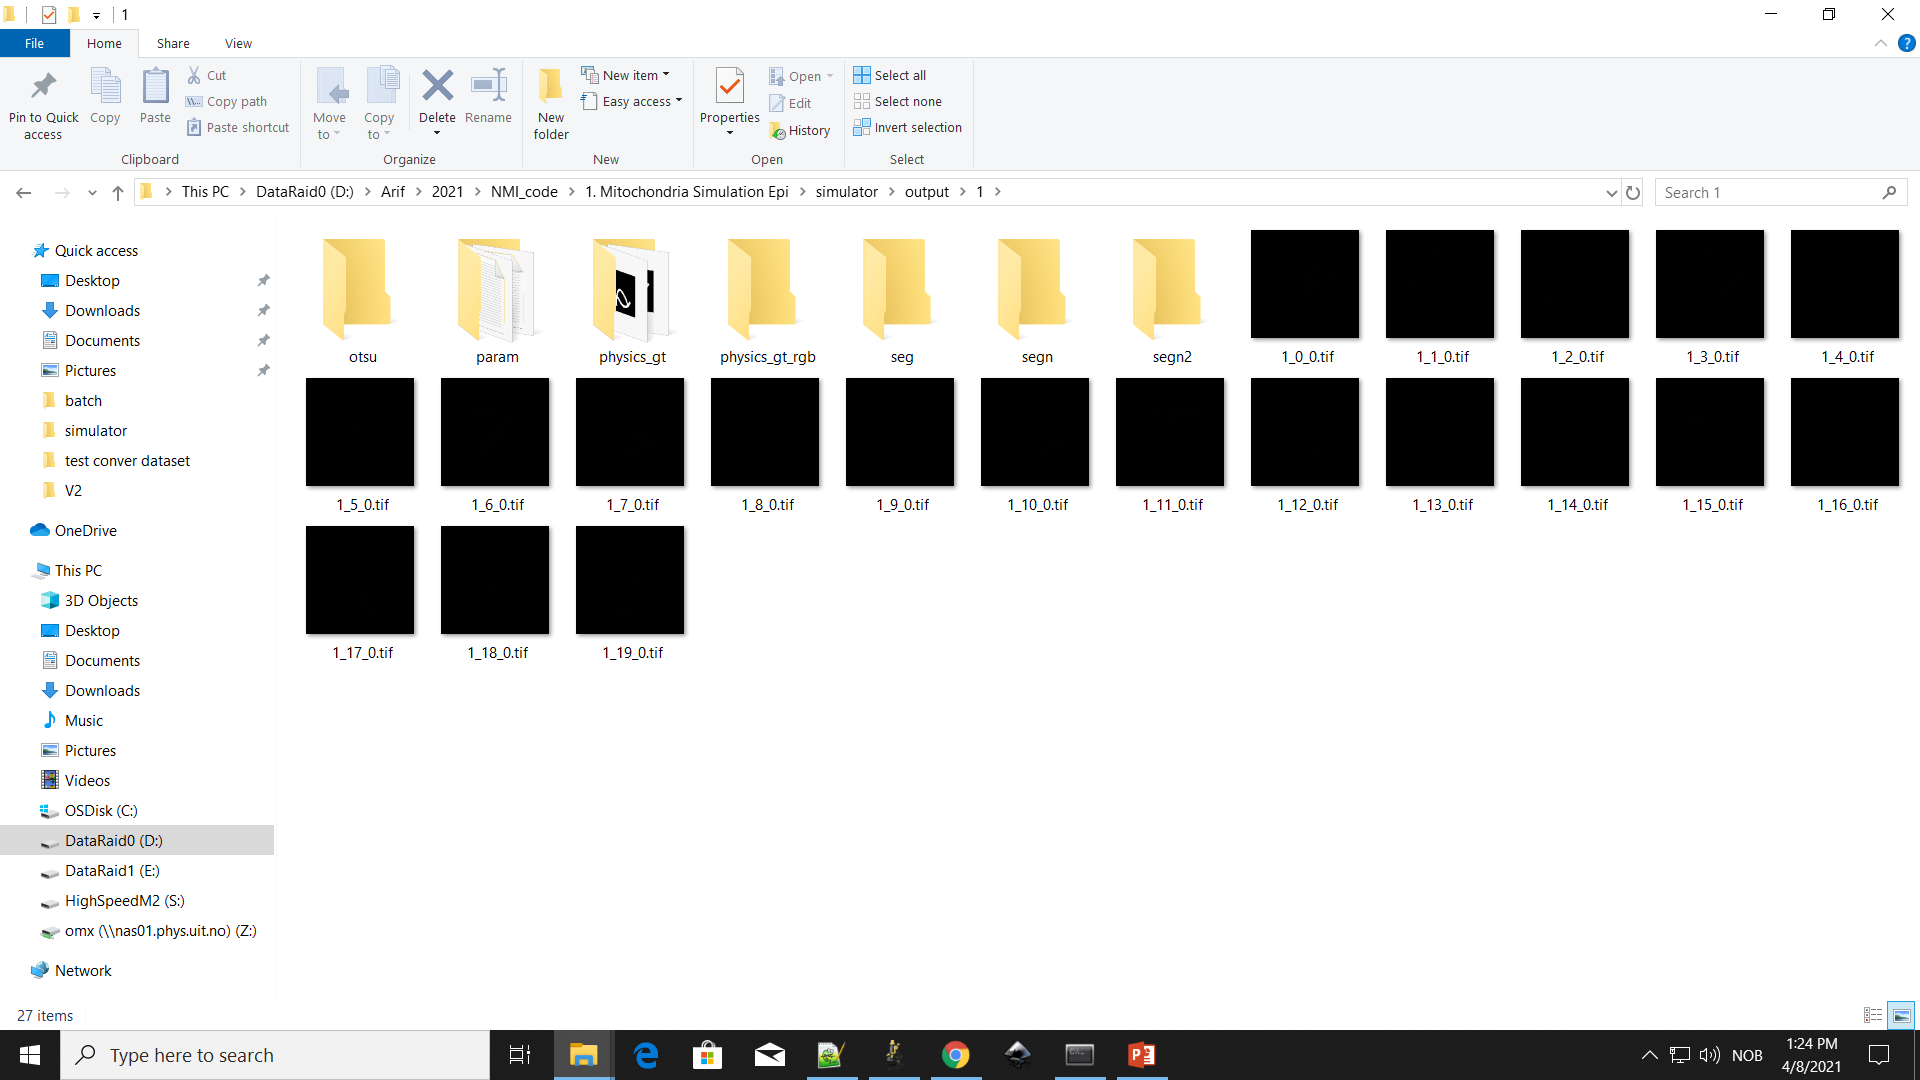 1
File Home Share View
Pin to Quick access
Copy
Paste
Cut
Copy path
Paste shortcut
Clipboard
Move to
Copy to
Delete
Rename
Organize
New folder
New item
Easy access
New
Properties
Open
Edit
History
Open
Select all
Select none
Invert selection
Select
This PC DataRaid0 (D:) Arif 2021 NMI_code 1. Mitochondria Simulation Epi simulator output 1
Search 1
Quick access
Desktop
Downloads
Documents
Pictures
batch
simulator
test conver dataset
V2
OneDrive
This PC
3D Objects
Desktop
Documents
Downloads
Music
Pictures
Videos
OSDisk (C:)
DataRaid0 (D:)
DataRaid1 (E:)
HighSpeedM2 (S:)
omx (\\nas01.phys.uit.no) (Z:)
Network
otsu param physics_gt physics_gt_rgb seg segn segn2 1_0_0.tif 1_1_0.tif 1_2_0.tif 1_3_0.tif 1_4_0.tif
1_5_0.tif 1_6_0.tif 1_7_0.tif 1_8_0.tif 1_9_0.tif 1_10_0.tif 1_11_0.tif 1_12_0.tif 1_13_0.tif 1_14_0.tif 1_15_0.tif 1_16_0.tif
1_17_0.tif 1_18_0.tif 1_19_0.tif
27 items
Type here to search
NOB
1:24 PM
4/8/2021